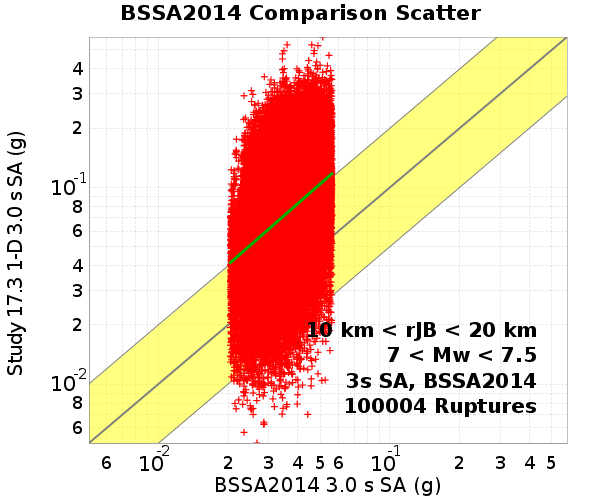 BSSA2014 Comparison Scatter
Study 17.3 1-D 3.0 s SA (g)
4
3
2
10-1
8
6
4
3
2
10-2
8
6
10 km < rJB < 20 km
7 < Mw < 7.5
3s SA, BSSA2014
100004 Ruptures
6 10-2 2 3 4 5 6 10-1 2 3 4 5
BSSA2014 3.0 s SA (g)